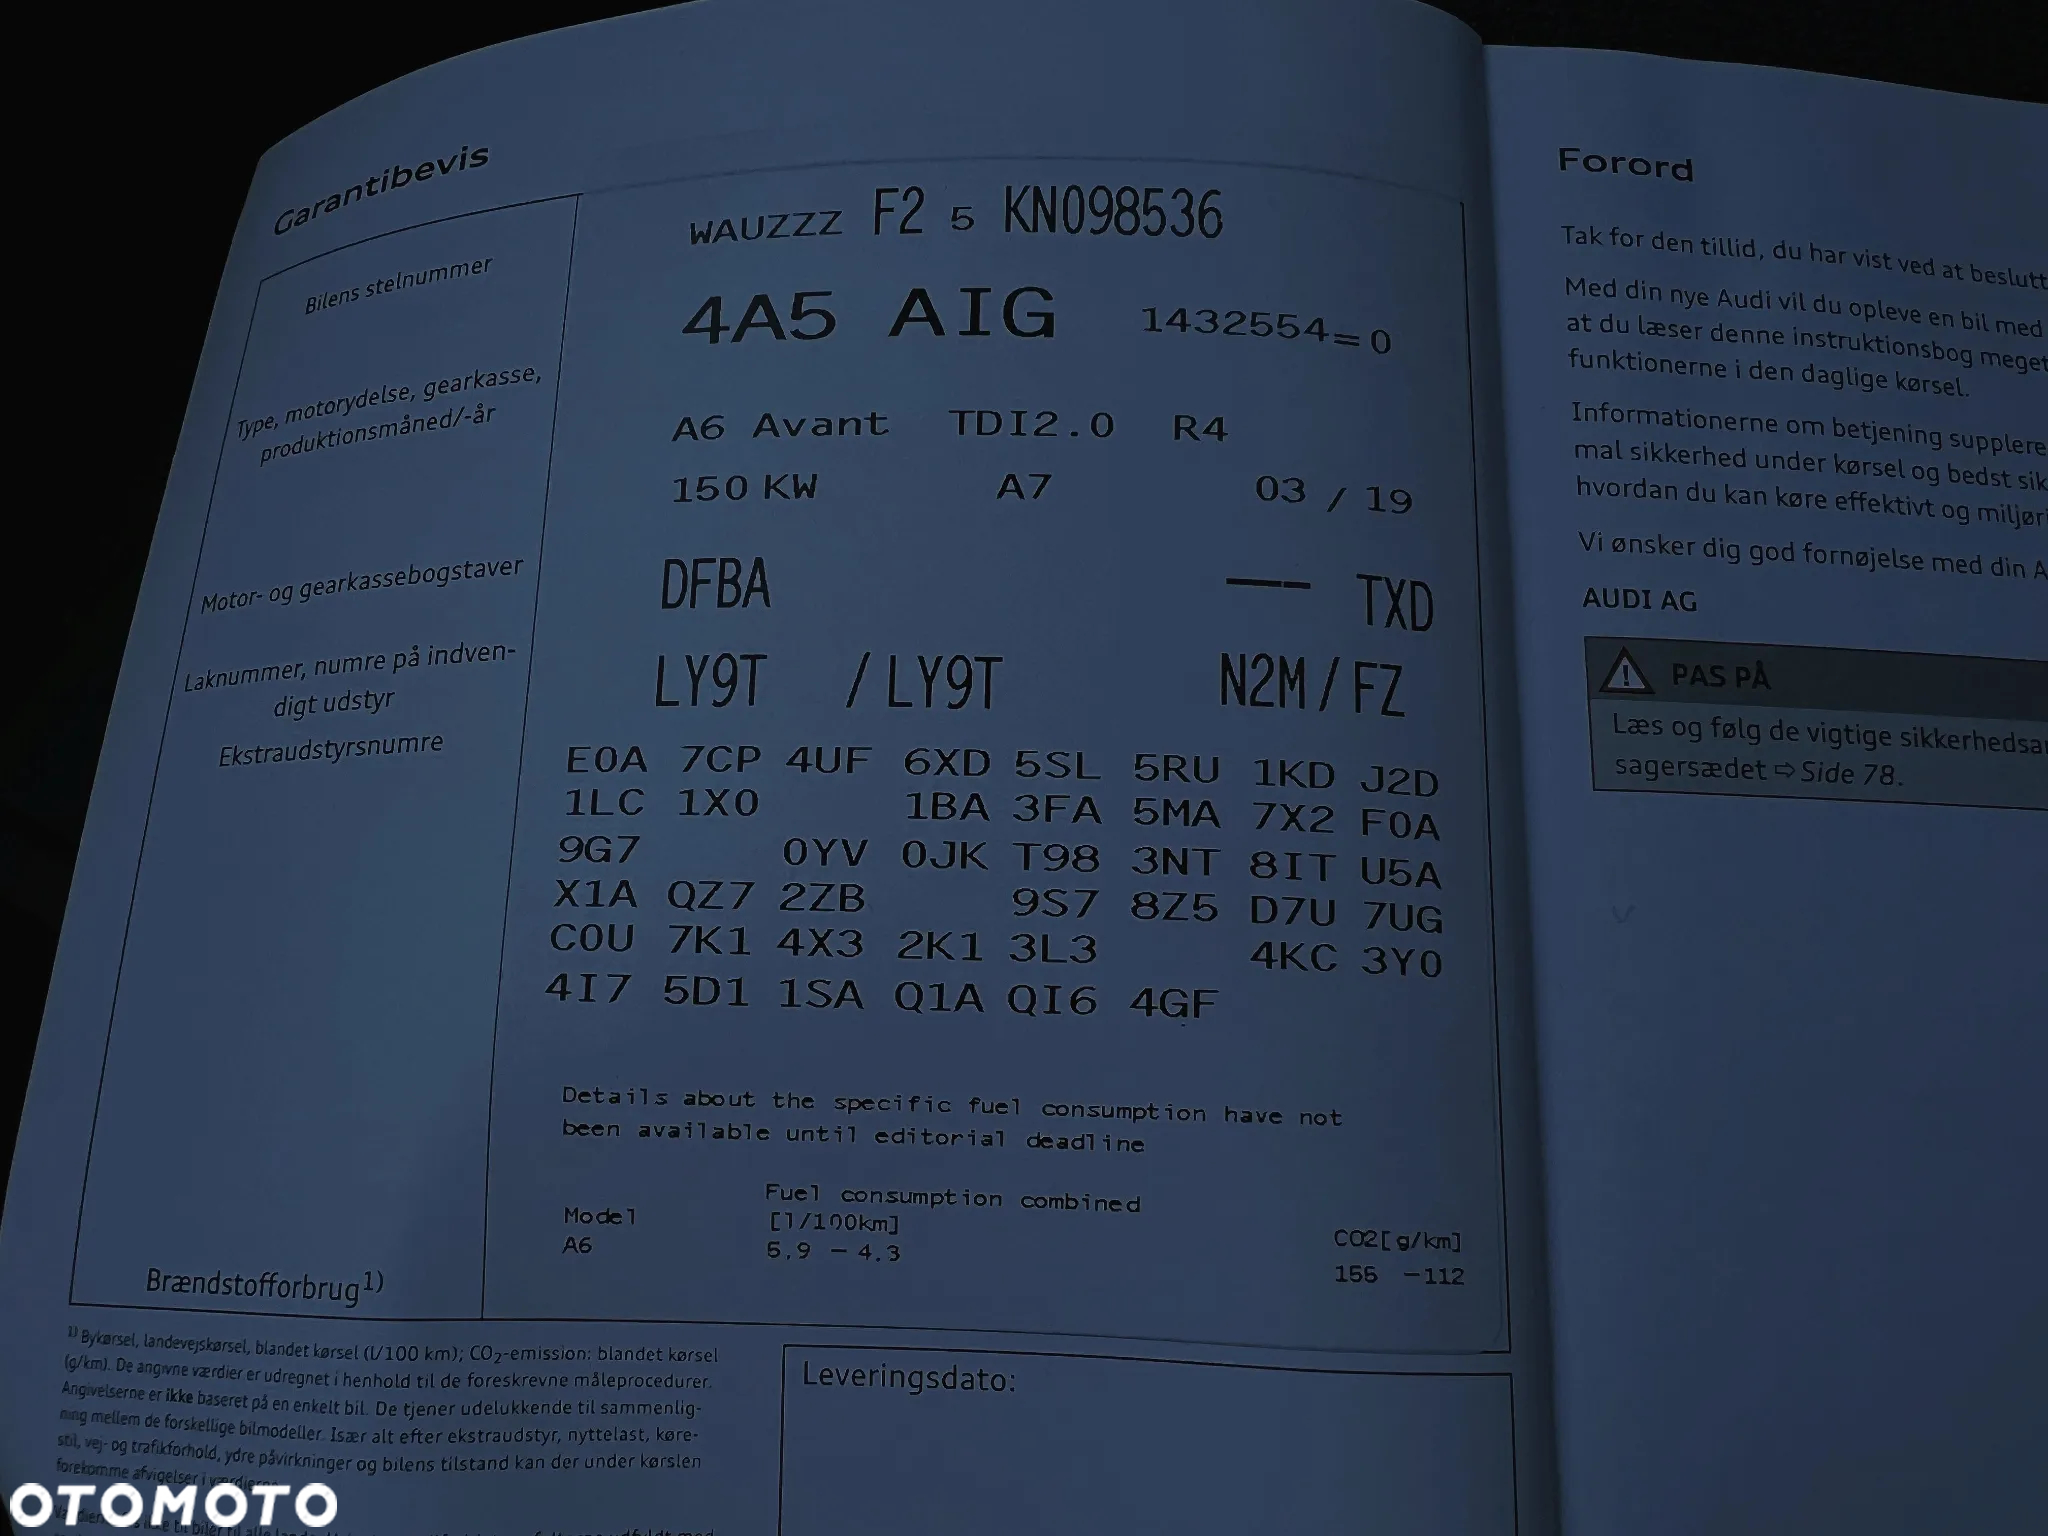 Garantibevis
Bilens stelnummer
WAUZZZ F2 5 KN098536
4A5 AIG 1432554=0
Type, motorydelse, gearkasse,
produktionsmåned/-år
A6 Avant TDI2.0 R4
150 KW A7 03 / 19
Motor- og gearkassebogstaver
DFBA --- TXD
Laknummer, numre på indven-
digt udstyr
LY9T / LY9T N2M / FZ
Ekstraudstyrsnumre
E0A 7CP 4UF 6XD 5SL 5RU 1KD J2D
1LC 1X0 1BA 3FA 5MA 7X2 F0A
9G7 0YV 0JK T98 3NT 8IT U5A
X1A QZ7 2ZB 9S7 8Z5 D7U 7UG
C0U 7K1 4X3 2K1 3L3 4KC 3Y0
4I7 5D1 1SA Q1A QI6 4GF
Details about the specific fuel consumption have not
been available until editorial deadline
Fuel consumption combined
Model [l/100km] CO2[g/km]
A6 5.9 - 4.3 156 -112
Brændstofforbrug1)
1) Bykørsel, landevejskørsel, blandet kørsel (l/100 km); CO2-emission: blandet kørsel
(g/km). De angivne værdier er udregnet i henhold til de foreskrevne måleprocedurer.
Angivelserne er ikke baseret på en enkelt bil. De tjener udelukkende til sammenlig-
ning mellem de forskellige bilmodeller. Især alt efter ekstraudstyr, nyttelast, køre-
stil, vej- og trafikforhold, ydre påvirkninger og bilens tilstand kan der under kørslen
forekomme afvigelser i
Leveringsdato:
Forord
Tak for den tillid, du har vist ved at beslutt
Med din nye Audi vil du opleve en bil med
at du læser denne instruktionsbog meget
funktionerne i den daglige kørsel.
Informationerne om betjening supplere
mal sikkerhed under kørsel og bedst sik
hvordan du kan køre effektivt og miljøri
Vi ønsker dig god fornøjelse med din A
AUDI AG
PAS PÅ
Læs og følg de vigtige sikkerhedsa
sagersædet ⇨ Side 78.
OTOMOTO